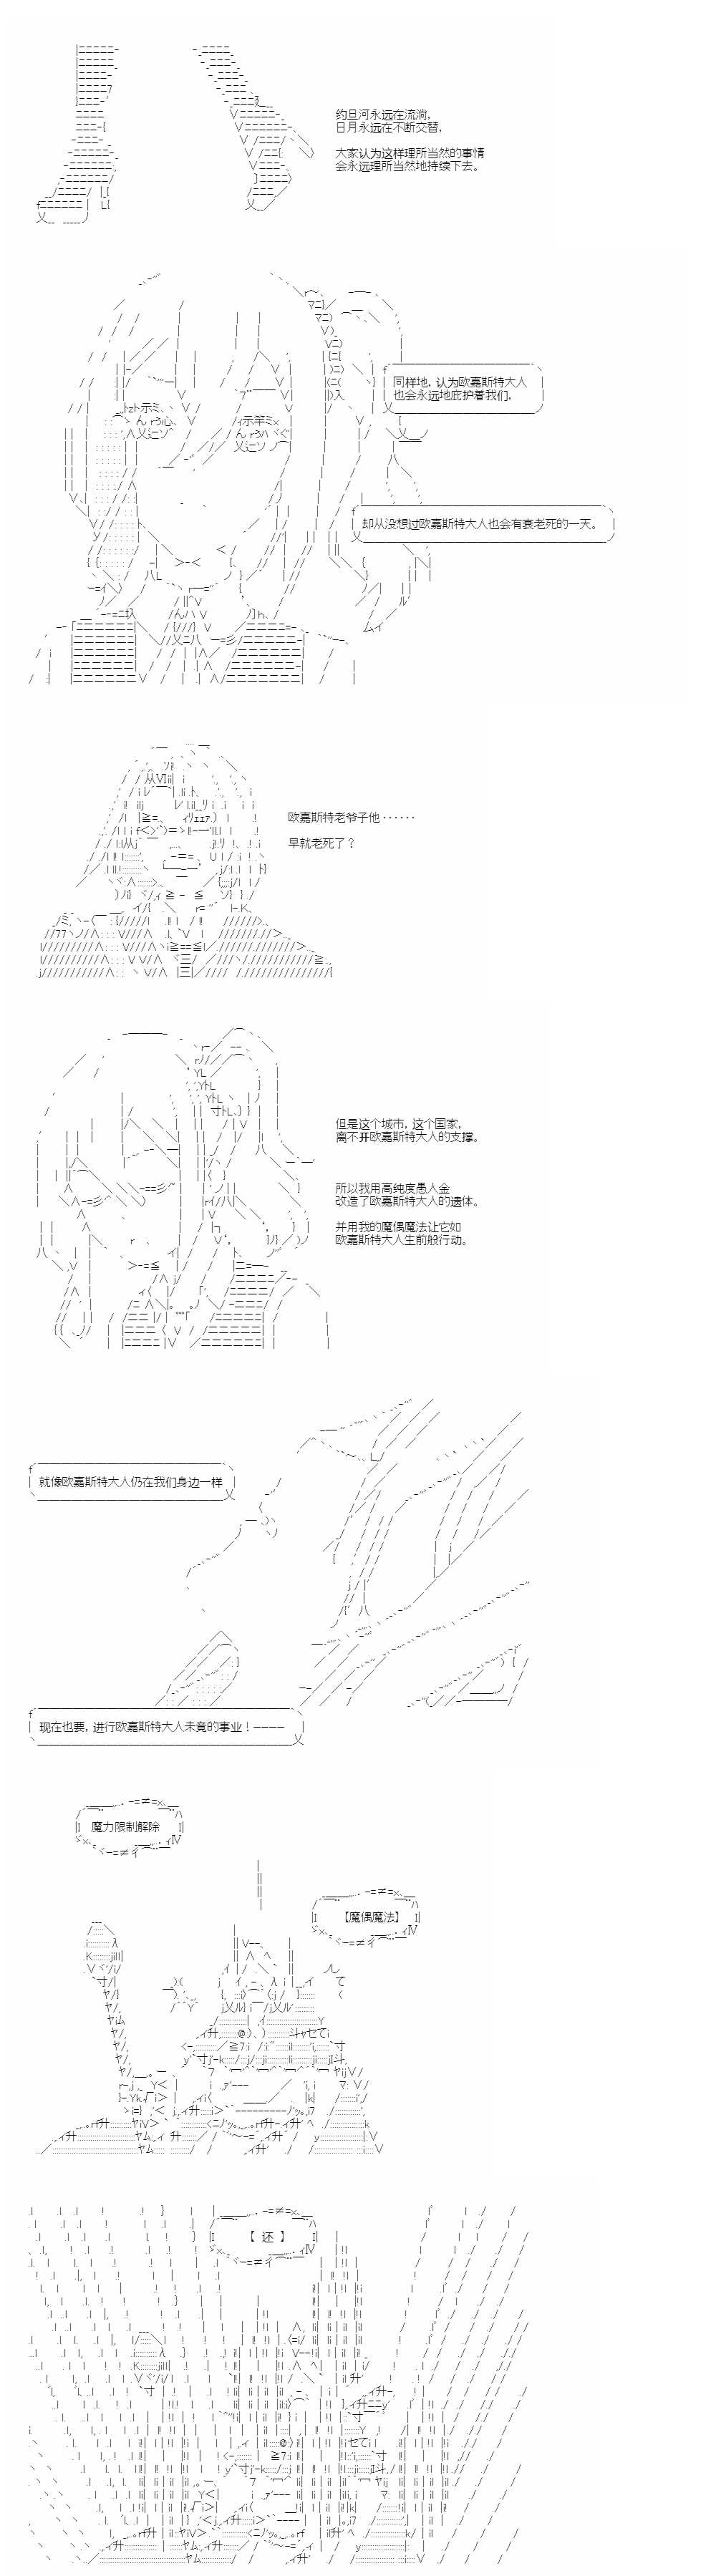 约旦河永远在流淌，
日月永远在不断交替，
大家认为这样理所当然的事情
会永远理所当然地持续下去。
同样地，认为欧嘉斯特大人
也会永远地庇护着我们，
却从没想过欧嘉斯特大人也会有衰老死的一天。
欧嘉斯特老爷子他・・・・・・
早就老死了？
但是这个城市，这个国家，
离不开欧嘉斯特大人的支撑。
所以我用高纯度愚人金
改造了欧嘉斯特大人的遗体。
并用我的魔偶魔法让它如
欧嘉斯特大人生前般行动。
就像欧嘉斯特大人仍在我们身边一样
现在也要，进行欧嘉斯特大人未竟的事业！————
魔力限制解除
【魔偶魔法】
【 还 】